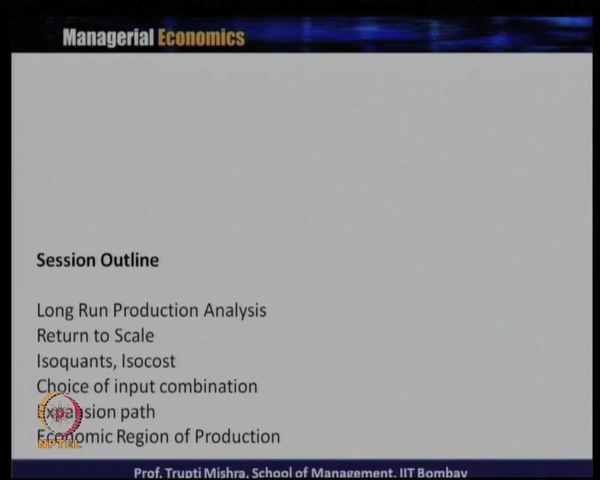 Managerial Economics
Session Outline
Long Run Production Analysis
Return to Scale
Isoquants, Isocost
Choice of input combination
Expansion path
Economic Region of Production
NPTEL
Prof. Trupti Mishra, School of Management, IIT Bombay